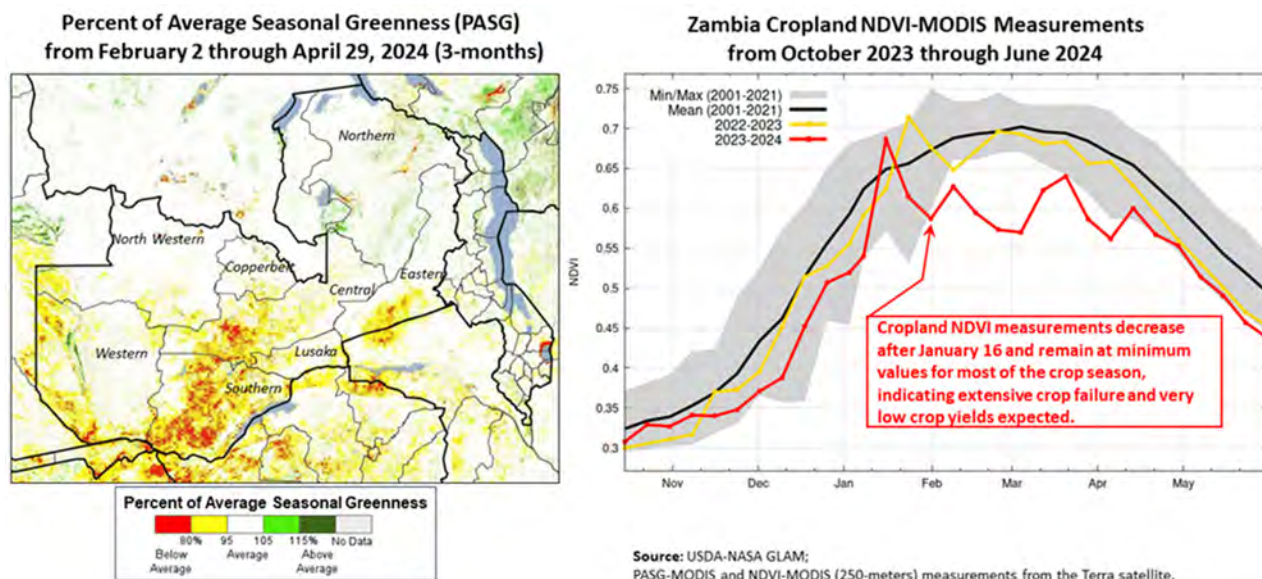 Percent of Average Seasonal Greenness (PASG)
from February 2 through April 29, 2024 (3-months)
Northern
North Western
Copperbelt
Eastern
Central
Western
Lusaka
Southern
Percent of Average Seasonal Greenness
80% 95 105 115% No Data
Below Average
Average
Above Average
Zambia Cropland NDVI-MODIS Measurements
from October 2023 through June 2024
Min/Max (2001-2021)
Mean (2001-2021)
2022-2023
2023-2024
NDVI
0.75
0.7
0.65
0.6
0.55
0.5
0.45
0.4
0.35
0.3
Nov Dec Jan Feb Mar Apr May
Cropland NDVI measurements decrease
after January 16 and remain at minimum
values for most of the crop season,
indicating extensive crop failure and very
low crop yields expected.
Source: USDA-NASA GLAM;
PASG-MODIS and NDVI-MODIS (250-meters) measurements from the Terra satellite.